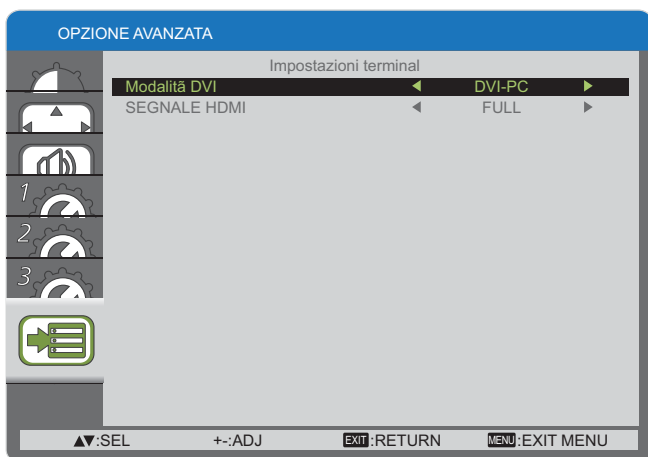 OPZIONE AVANZATA
Impostazioni terminal
Modalitã DVI DVI-PC
SEGNALE HDMI FULL
1
2
3
▲▼:SEL +-:ADJ EXIT:RETURN MENU:EXIT MENU